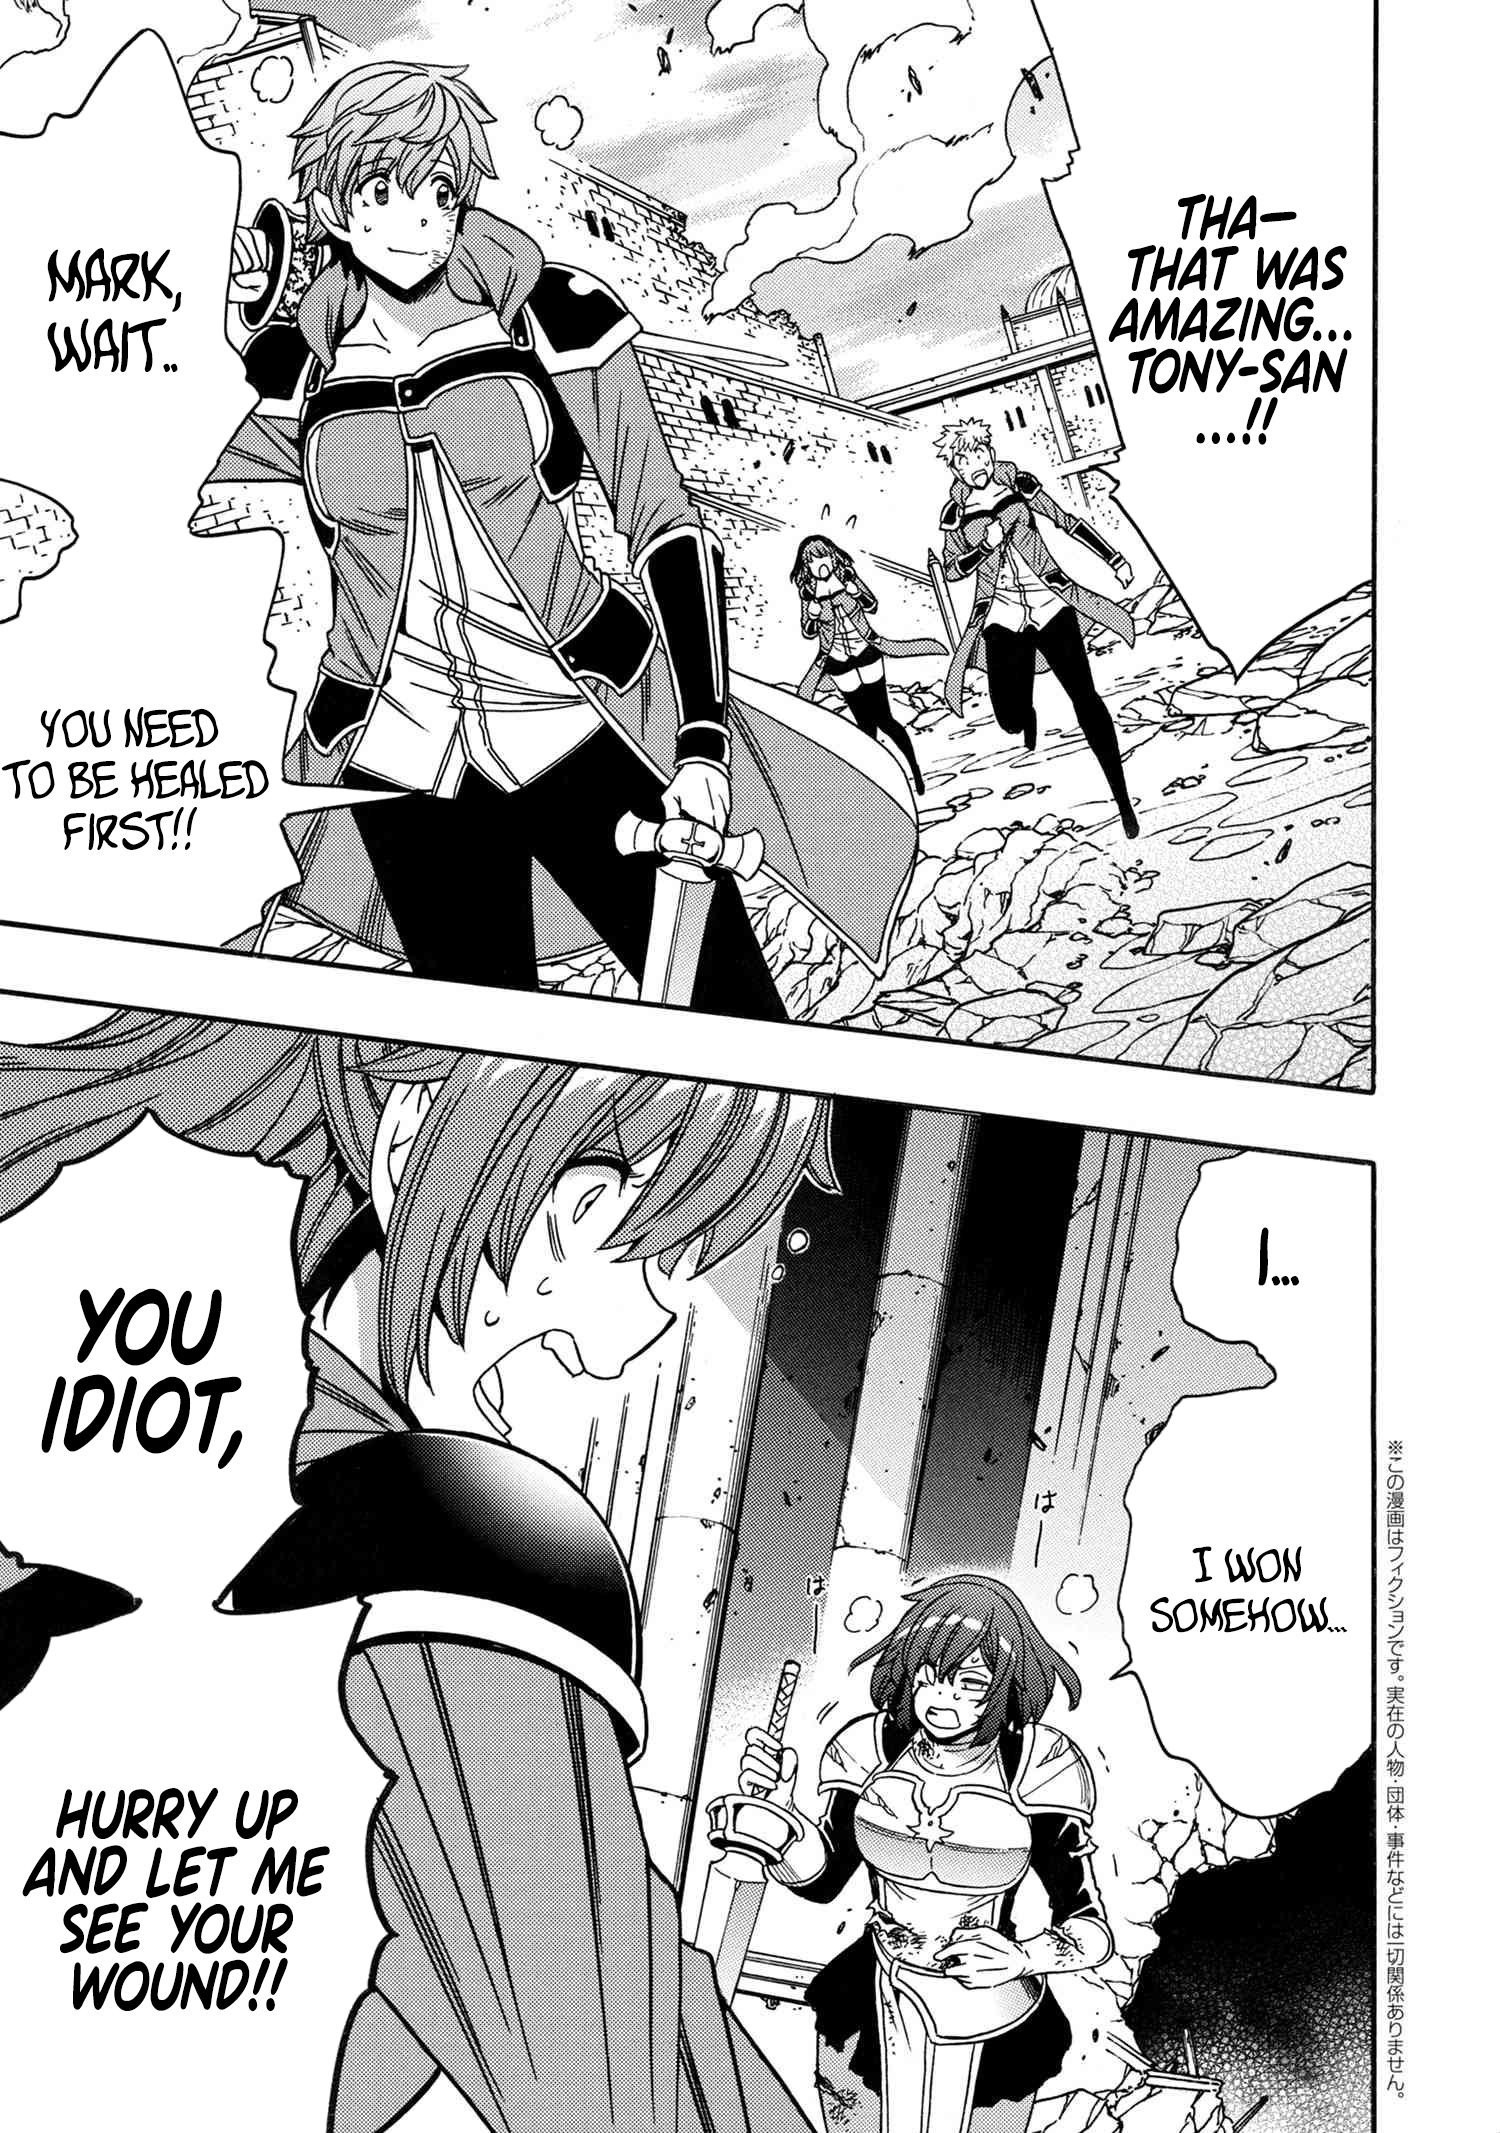 THA—
THAT WAS
AMAZING...
TONY-SAN
...!!
MARK,
WAIT..
YOU NEED
TO BE HEALED
FIRST!!
I...
I WON
SOMEHOW...
は
ー
は
YOU
IDIOT,
HURRY UP
AND LET ME
SEE YOUR
WOUND!!
※この漫画はフィクションです。実在の人物・団体・事件などには一切関係ありません。